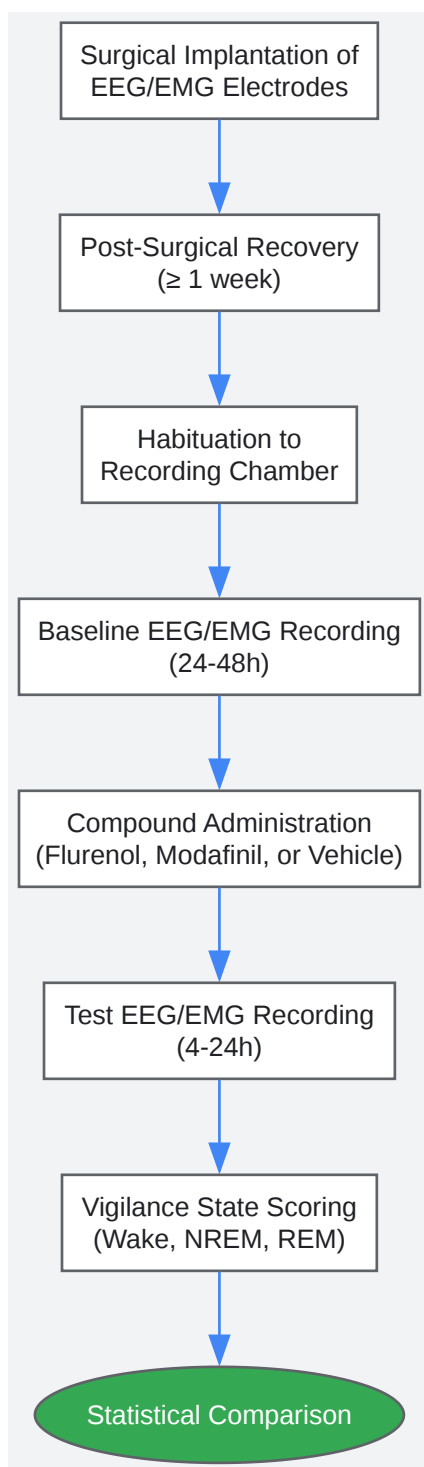 Surgical Implantation of
EEG/EMG Electrodes
Post-Surgical Recovery
(≥ 1 week)
Habituation to
Recording Chamber
Baseline EEG/EMG Recording
(24-48h)
Compound Administration
(Flurenol, Modafinil, or Vehicle)
Test EEG/EMG Recording
(4-24h)
Vigilance State Scoring
(Wake, NREM, REM)
Statistical Comparison